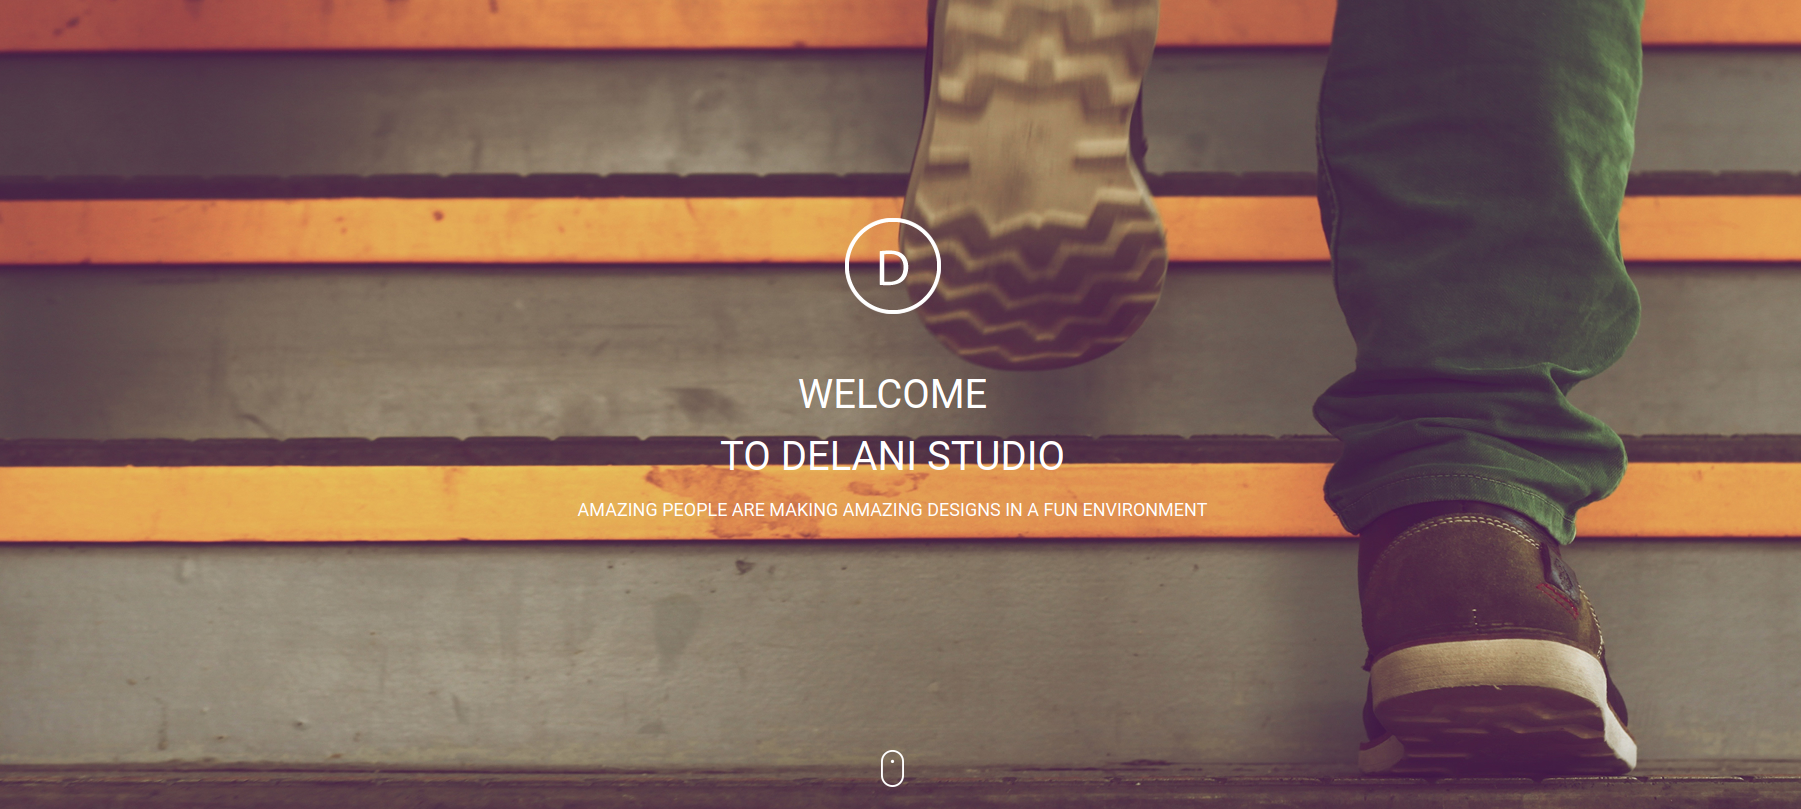 D
WELCOME
TO DELANI STUDIO
AMAZING PEOPLE ARE MAKING AMAZING DESIGNS IN A FUN ENVIRONMENT